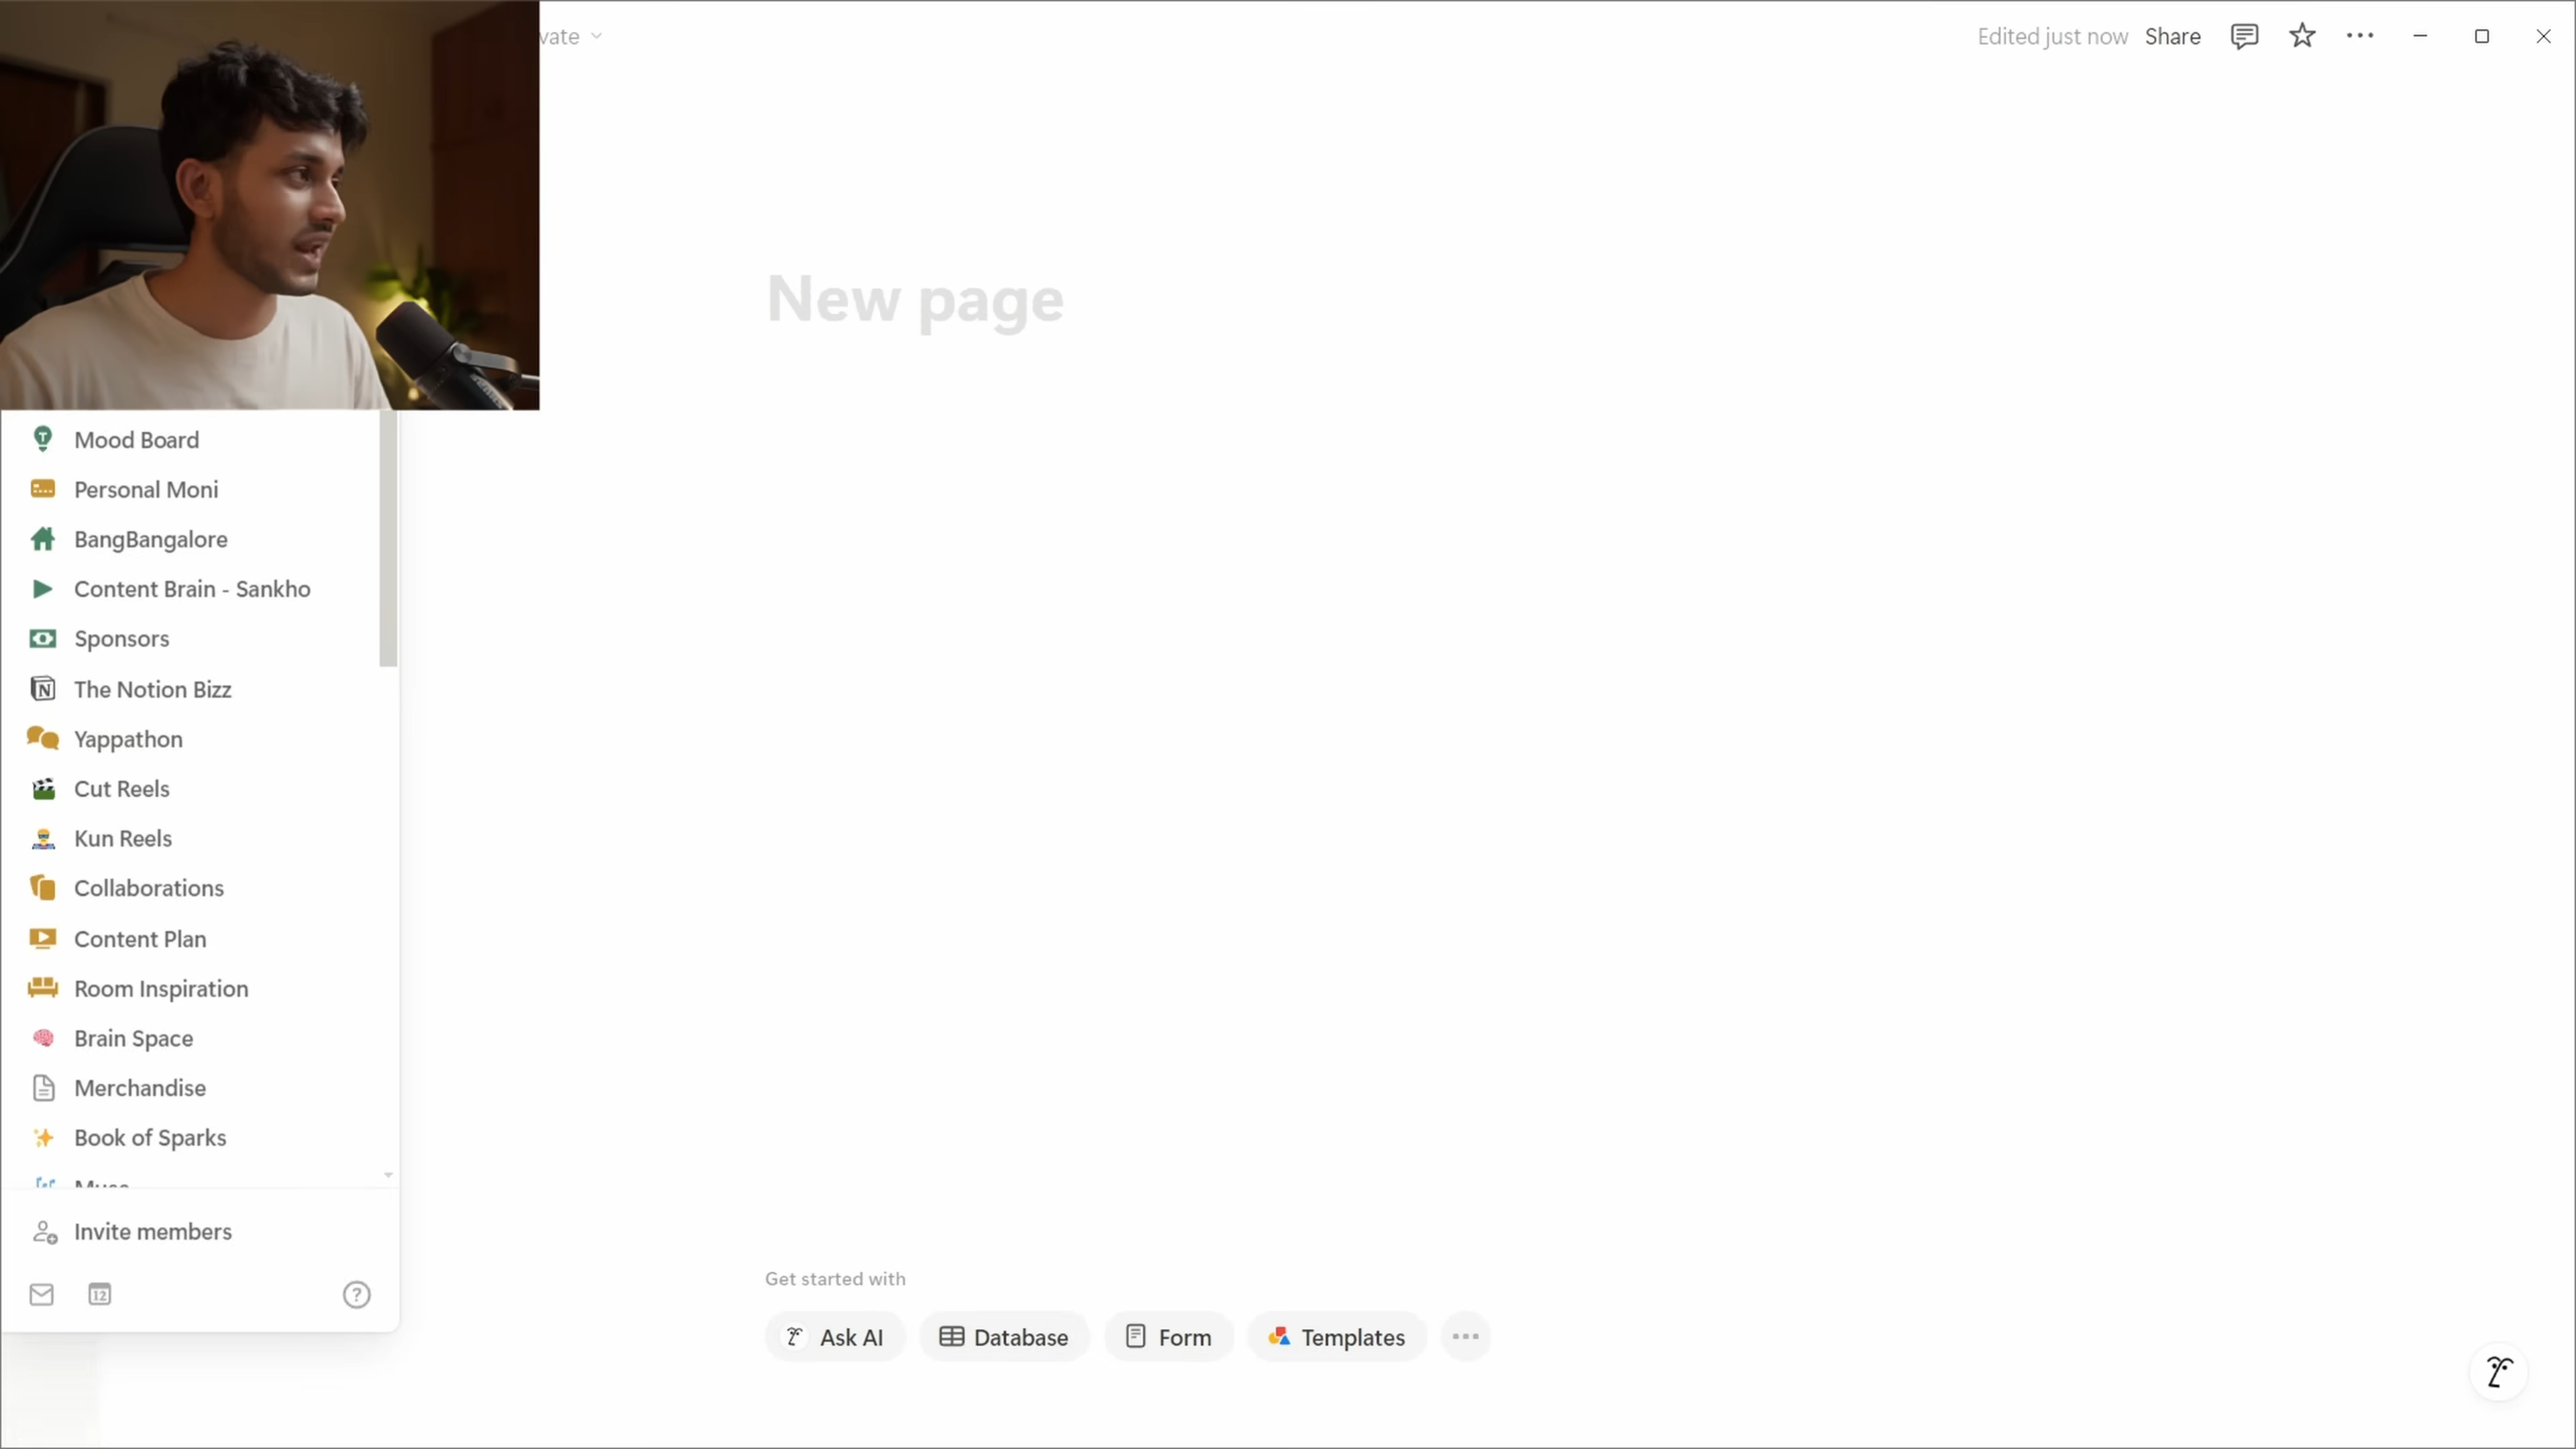 vate
Edited just now
Share
New page
Mood Board
Personal Moni
BangBangalore
Content Brain - Sankho
Sponsors
The Notion Bizz
Yappathon
Cut Reels
Kun Reels
Collaborations
Content Plan
Room Inspiration
Brain Space
Merchandise
Book of Sparks
Muse
Invite members
12
Get started with
Ask AI
Database
Form
Templates